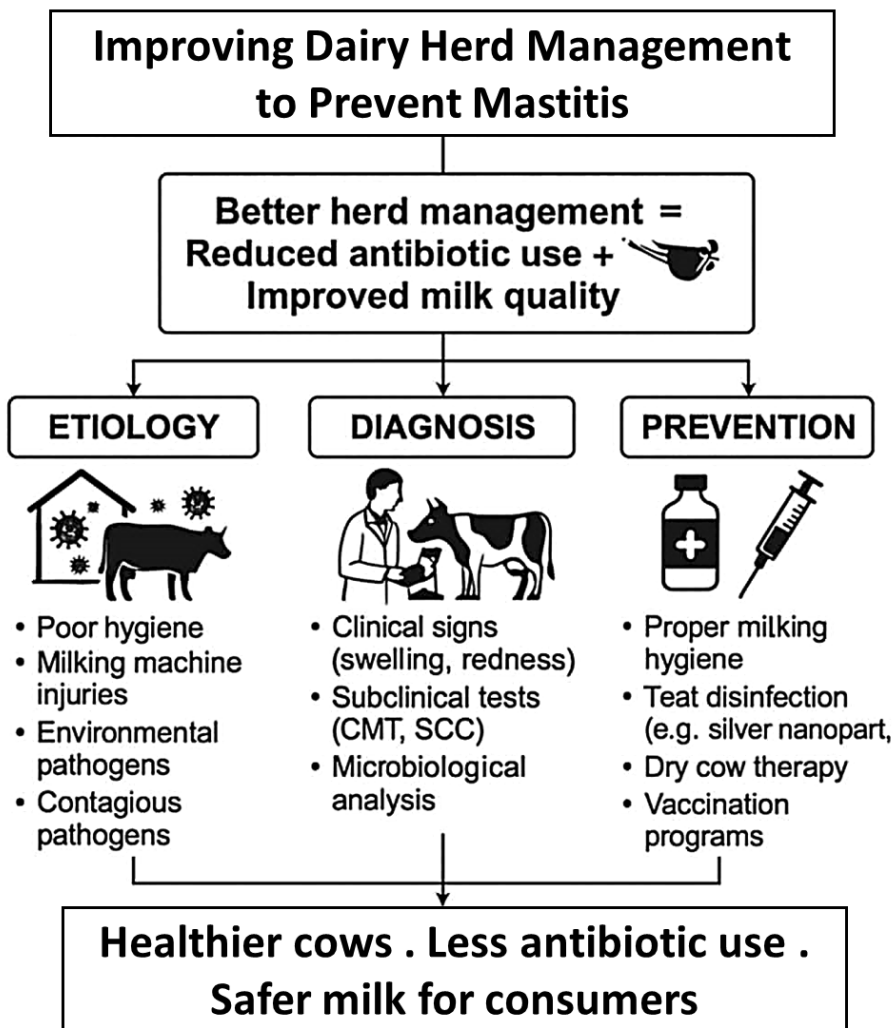 Improving Dairy Herd Management
to Prevent Mastitis
Better herd management =
Reduced antibiotic use +
Improved milk quality
ETIOLOGY
• Poor hygiene
• Milking machine
injuries
• Environmental
pathogens
• Contagious
pathogens
DIAGNOSIS
• Clinical signs
(swelling, redness)
• Subclinical tests
(CMT, SCC)
• Microbiological
analysis
PREVENTION
• Proper milking
hygiene
• Teat disinfection
(e.g. silver nanopart,
• Dry cow therapy
• Vaccination
programs
Healthier cows . Less antibiotic use .
Safer milk for consumers